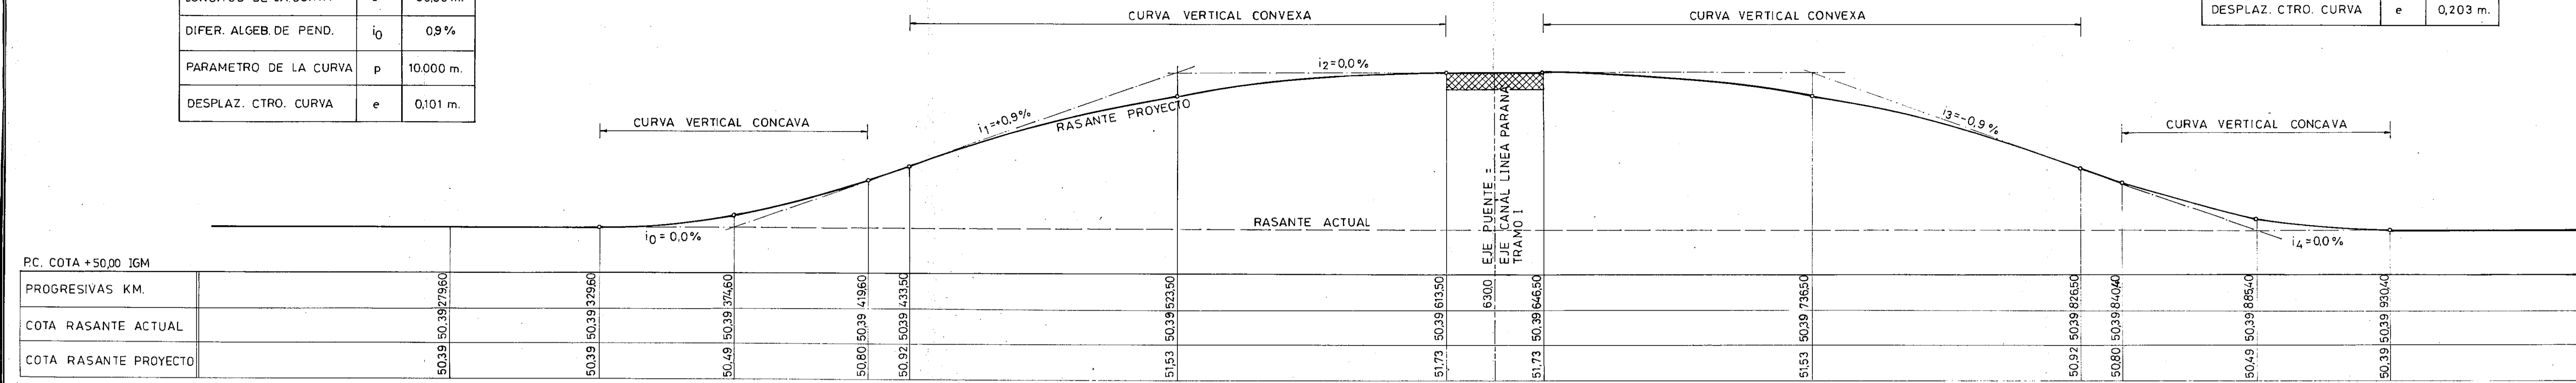 DIFER. ALGEB. DE PEND. i0 0,9 %
PARAMETRO DE LA CURVA p 10.000 m.
DESPLAZ. CTRO. CURVA e 0,101 m.
DESPLAZ. CTRO. CURVA e 0,203 m.
CURVA VERTICAL CONVEXA
CURVA VERTICAL CONVEXA
i2=0,0 %
CURVA VERTICAL CONCAVA
i1=+0,9%
RASANTE PROYECTO
i3=-0,9 %
CURVA VERTICAL CONCAVA
EJE PUENTE =
EJE CANAL LINEA PARANA
TRAMO I
RASANTE ACTUAL
i0 = 0,0 %
i4=0,0 %
P.C. COTA +50,00 IGM
PROGRESIVAS KM. 279,60 329,60 374,60 419,60 433,50 523,50 613,50 630,0 646,50 736,50 826,50 840,40 885,40 930,40
COTA RASANTE ACTUAL 50,39 50,39 50,39 50,39 50,39 50,39 50,39 50,39 50,39 50,39 50,39 50,39 50,39
COTA RASANTE PROYECTO 50,39 50,39 50,49 50,80 50,92 51,53 51,73 51,73 51,53 50,92 50,80 50,49 50,39